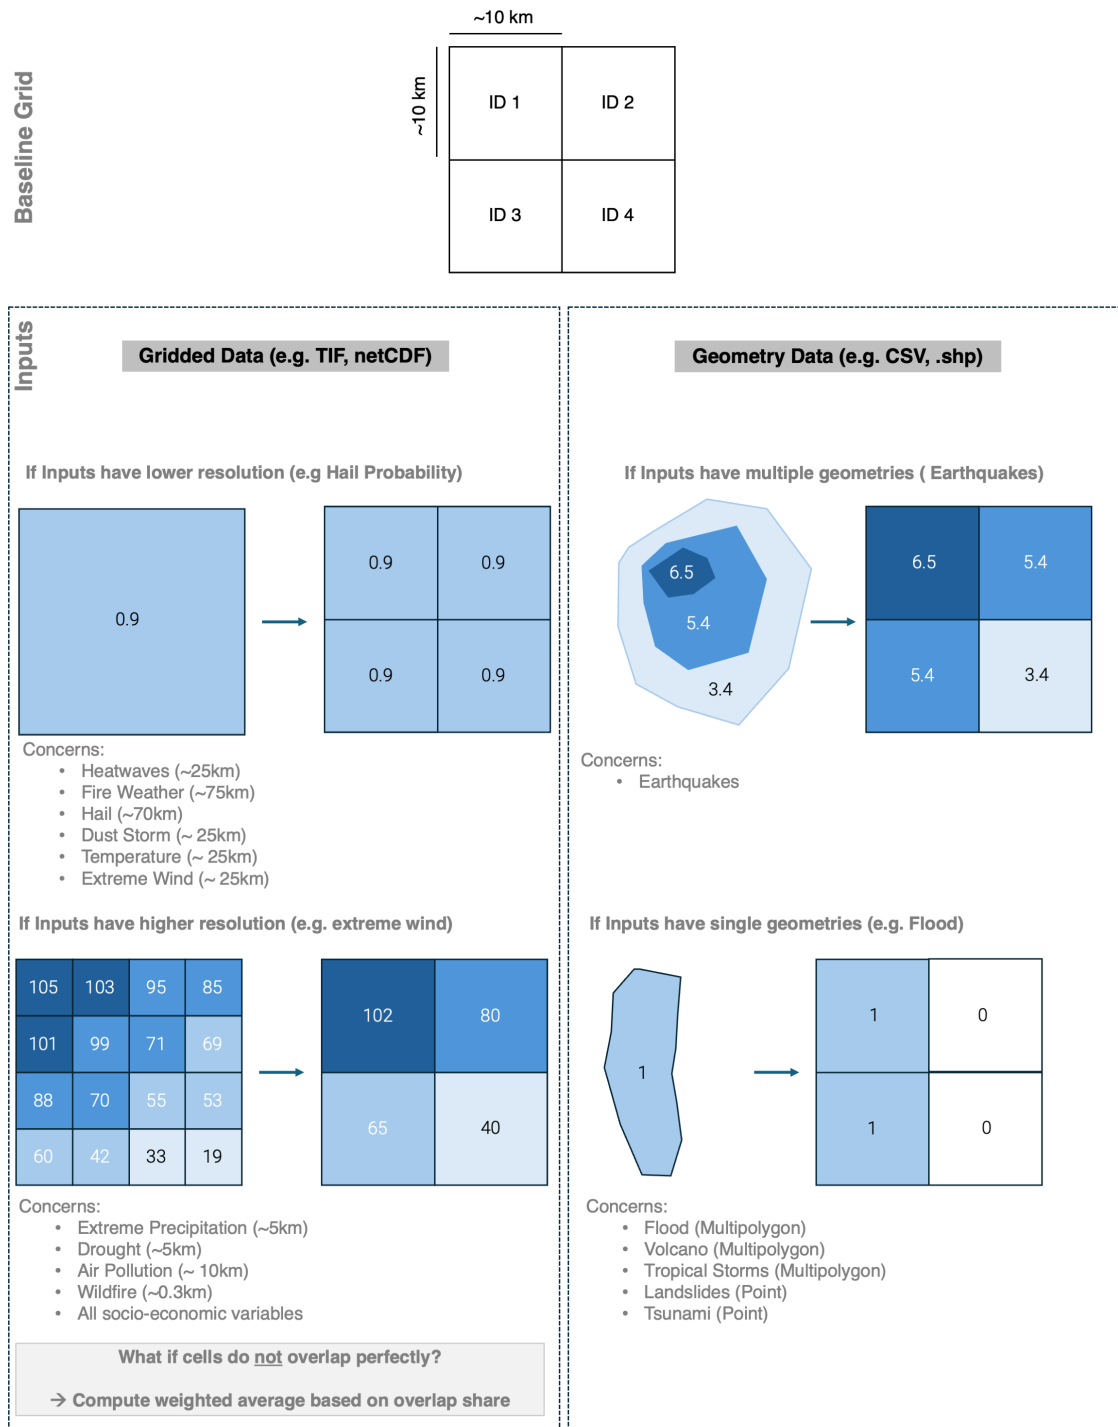 ~10 km
~10 km
Baseline Grid
ID 1
ID 2
ID 3
ID 4
Inputs
Gridded Data (e.g. TIF, netCDF)
If Inputs have lower resolution (e.g Hail Probability)
0.9
0.9 0.9
0.9 0.9
Concerns:
• Heatwaves (~25km)
• Fire Weather (~75km)
• Hail (~70km)
• Dust Storm (~ 25km)
• Temperature (~ 25km)
• Extreme Wind (~ 25km)
If Inputs have higher resolution (e.g. extreme wind)
105 103 95 85
101 99 71 69
88 70 55 53
60 42 33 19
102 80
65 40
Concerns:
• Extreme Precipitation (~5km)
• Drought (~5km)
• Air Pollution (~ 10km)
• Wildfire (~0.3km)
• All socio-economic variables
What if cells do not overlap perfectly?
→ Compute weighted average based on overlap share
Geometry Data (e.g. CSV, .shp)
If Inputs have multiple geometries ( Earthquakes)
6.5
5.4
3.4
6.5 5.4
5.4 3.4
Concerns:
• Earthquakes
If Inputs have single geometries (e.g. Flood)
1
1 0
1 0
Concerns:
• Flood (Multipolygon)
• Volcano (Multipolygon)
• Tropical Storms (Multipolygon)
• Landslides (Point)
• Tsunami (Point)